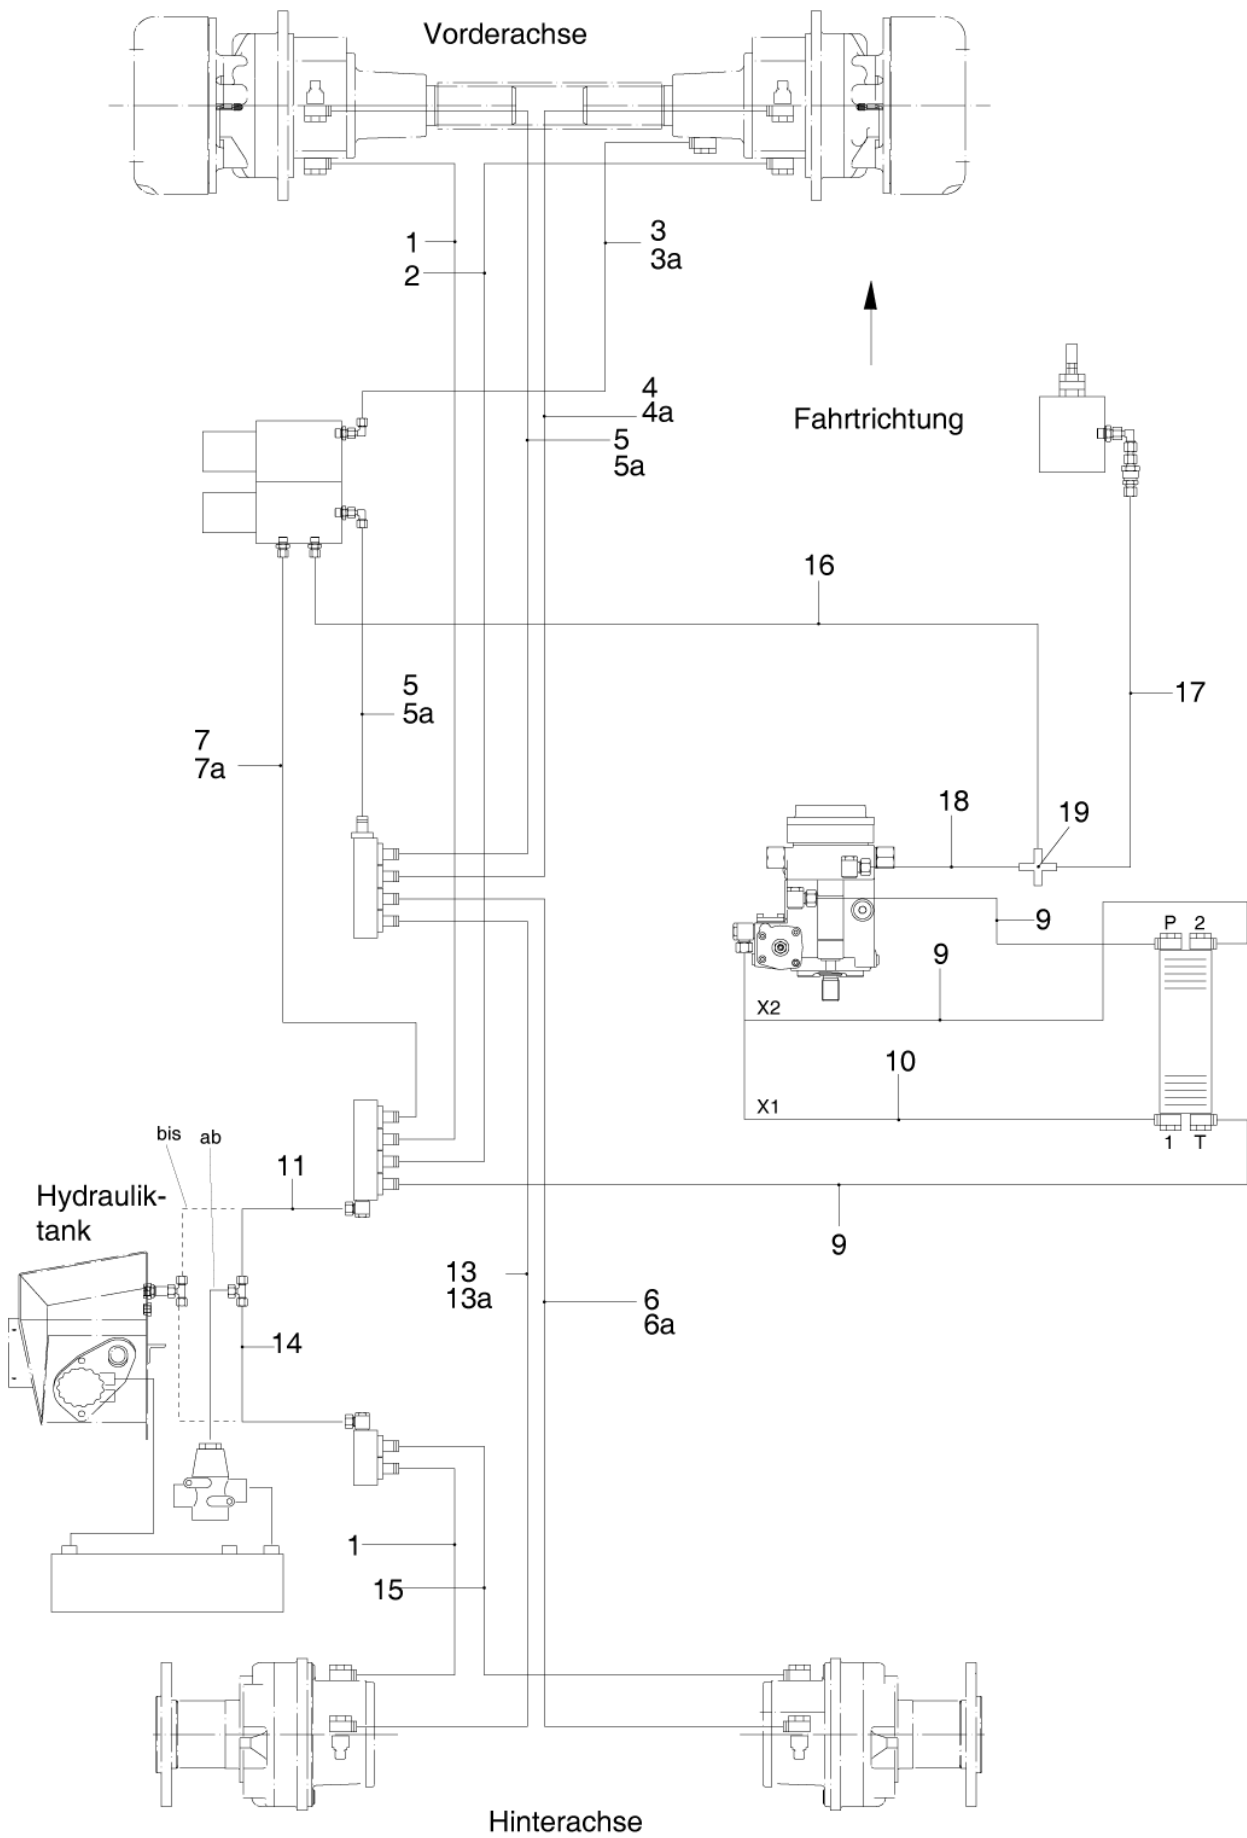 Vorderachse
1
2
3
3a
4
4a
5
5a
Fahrtrichtung
16
5
5a
17
7
7a
18
19
9
P
2
9
X2
10
X1
1
T
bis
ab
11
Hydraulik-
tank
9
13
13a
6
6a
14
1
15
Hinterachse